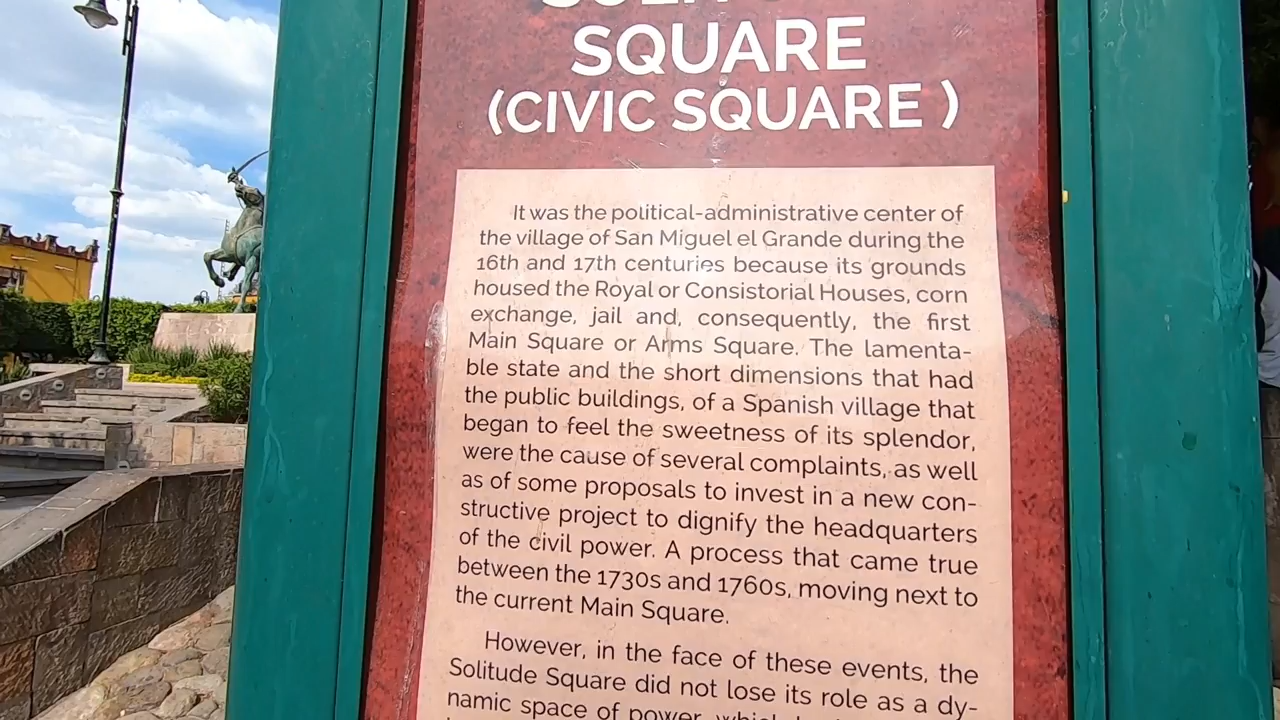 SQUARE
(CIVIC SQUARE )
It was the political-administrative center of
the village of San Miguel el Grande during the
16th and 17th centuries because its grounds
housed the Royal or Consistorial Houses, corn
exchange, jail and, consequently, the first
Main Square or Arms Square. The lamenta-
ble state and the short dimensions that had
the public buildings, of a Spanish village that
began to feel the sweetness of its splendor,
were the cause of several complaints, as well
as of some proposals to invest in a new con-
structive project to dignify the headquarters
of the civil power. A process that came true
between the 1730s and 1760s, moving next to
the current Main Square.
However, in the face of these events, the
Solitude Square did not lose its role as a dy-
namic space of power, which